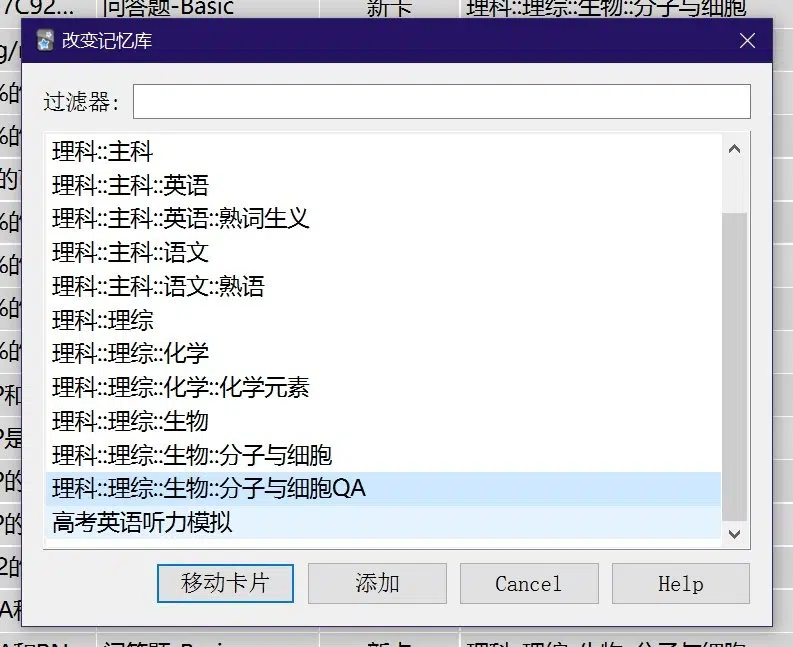 7C92... 问答题-Basic 新卡 理科::理综::生物::分子与细胞
改变记忆库
过滤器:
理科::主科
理科::主科::英语
理科::主科::英语::熟词生义
理科::主科::语文
理科::主科::语文::熟语
理科::理综
理科::理综::化学
理科::理综::化学::化学元素
理科::理综::生物
理科::理综::生物::分子与细胞
理科::理综::生物::分子与细胞QA
高考英语听力模拟
移动卡片 添加 Cancel Help